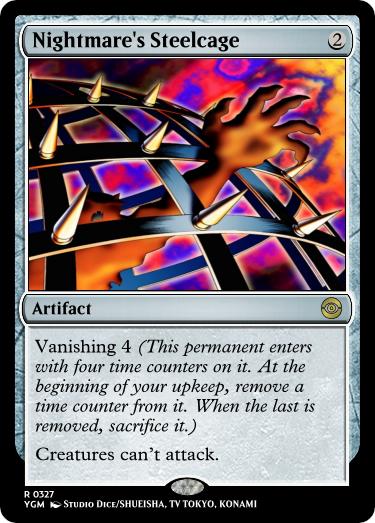 Nightmare's Steelcage 2
Artifact
Vanishing 4 (This permanent enters
with four time counters on it. At the
beginning of your upkeep, remove a
time counter from it. When the last is
removed, sacrifice it.)
Creatures can't attack.
R 0327
YGM Studio Dice/SHUEISHA, TV TOKYO, KONAMI